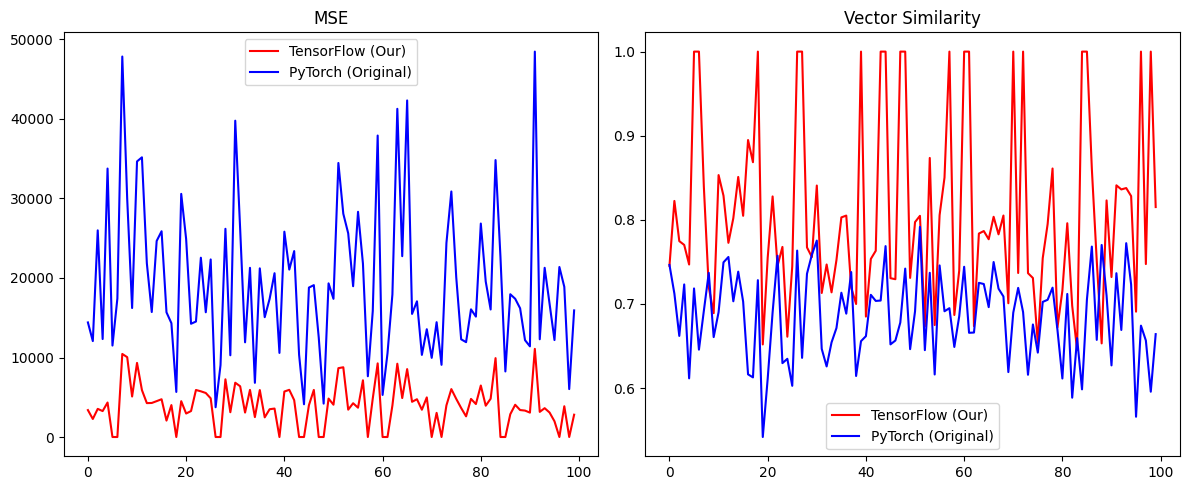 MSE
50000
40000
30000
20000
10000
0
TensorFlow (Our)
PyTorch (Original)
0 20 40 60 80 100
Vector Similarity
1.0
0.9
0.8
0.7
0.6
TensorFlow (Our)
PyTorch (Original)
0 20 40 60 80 100